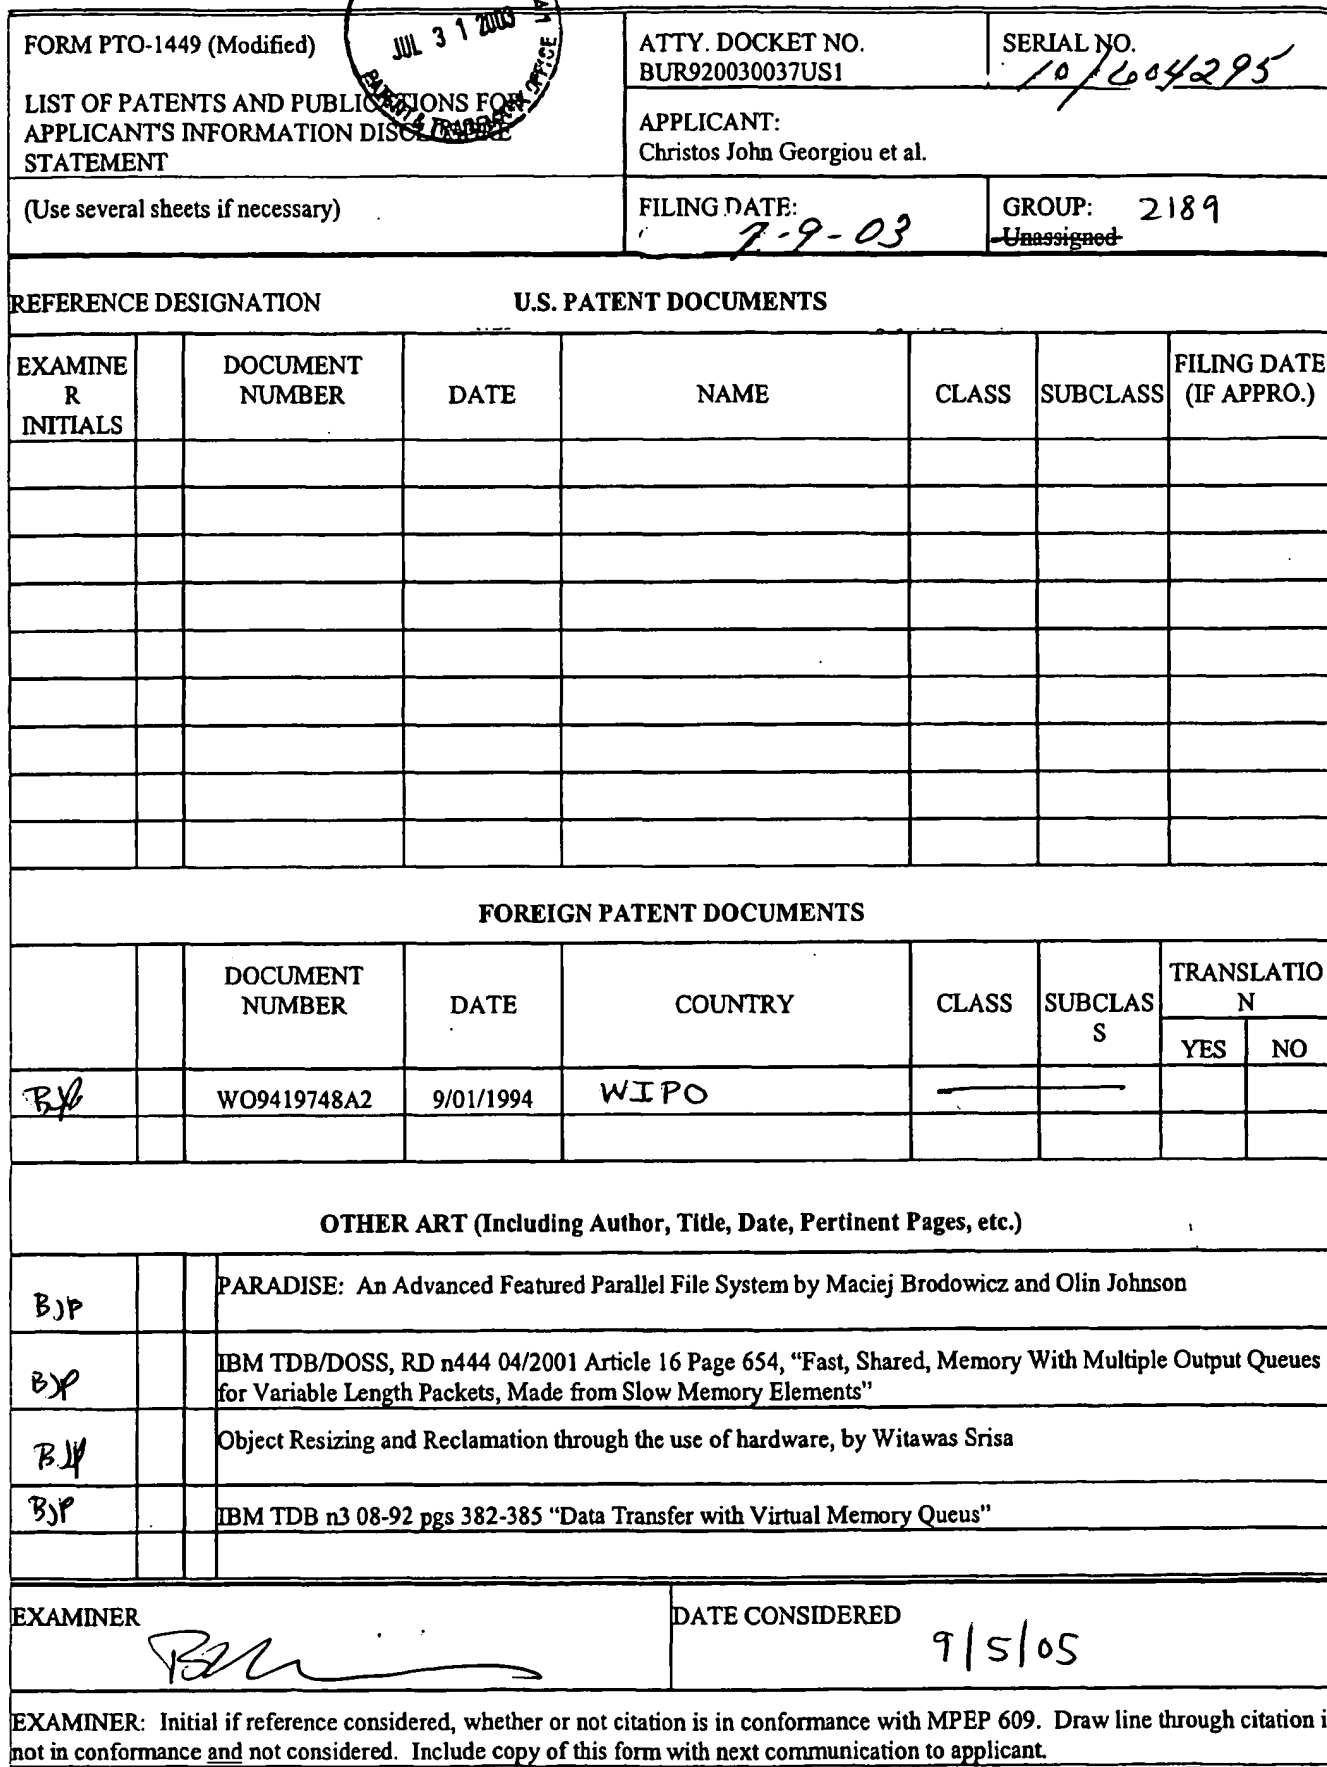 FORM PTO-1449 (Modified)
JUL 31 2003
PATENT & TRADEMARK OFFICE
LIST OF PATENTS AND PUBLICATIONS FOR
APPLICANT'S INFORMATION DISCLOSURE
STATEMENT
(Use several sheets if necessary)
ATTY. DOCKET NO.
BUR920030037US1
SERIAL NO.
10/604295
APPLICANT:
Christos John Georgiou et al.
FILING DATE:
7-9-03
GROUP: 2189
Unassigned
REFERENCE DESIGNATION U.S. PATENT DOCUMENTS
EXAMINE
R
INITIALS
DOCUMENT
NUMBER
DATE
NAME
CLASS
SUBCLASS
FILING DATE
(IF APPRO.)
FOREIGN PATENT DOCUMENTS
DOCUMENT
NUMBER
DATE
COUNTRY
CLASS
SUBCLAS
S
TRANSLATIO
N
YES
NO
BJP WO9419748A2 9/01/1994 WIPO
OTHER ART (Including Author, Title, Date, Pertinent Pages, etc.)
BJP PARADISE: An Advanced Featured Parallel File System by Maciej Brodowicz and Olin Johnson
BJP IBM TDB/DOSS, RD n444 04/2001 Article 16 Page 654, “Fast, Shared, Memory With Multiple Output Queues
for Variable Length Packets, Made from Slow Memory Elements”
BJP Object Resizing and Reclamation through the use of hardware, by Witawas Srisa
BJP IBM TDB n3 08-92 pgs 382-385 “Data Transfer with Virtual Memory Queus”
EXAMINER
DATE CONSIDERED
9/5/05
EXAMINER: Initial if reference considered, whether or not citation is in conformance with MPEP 609. Draw line through citation i
not in conformance and not considered. Include copy of this form with next communication to applicant.